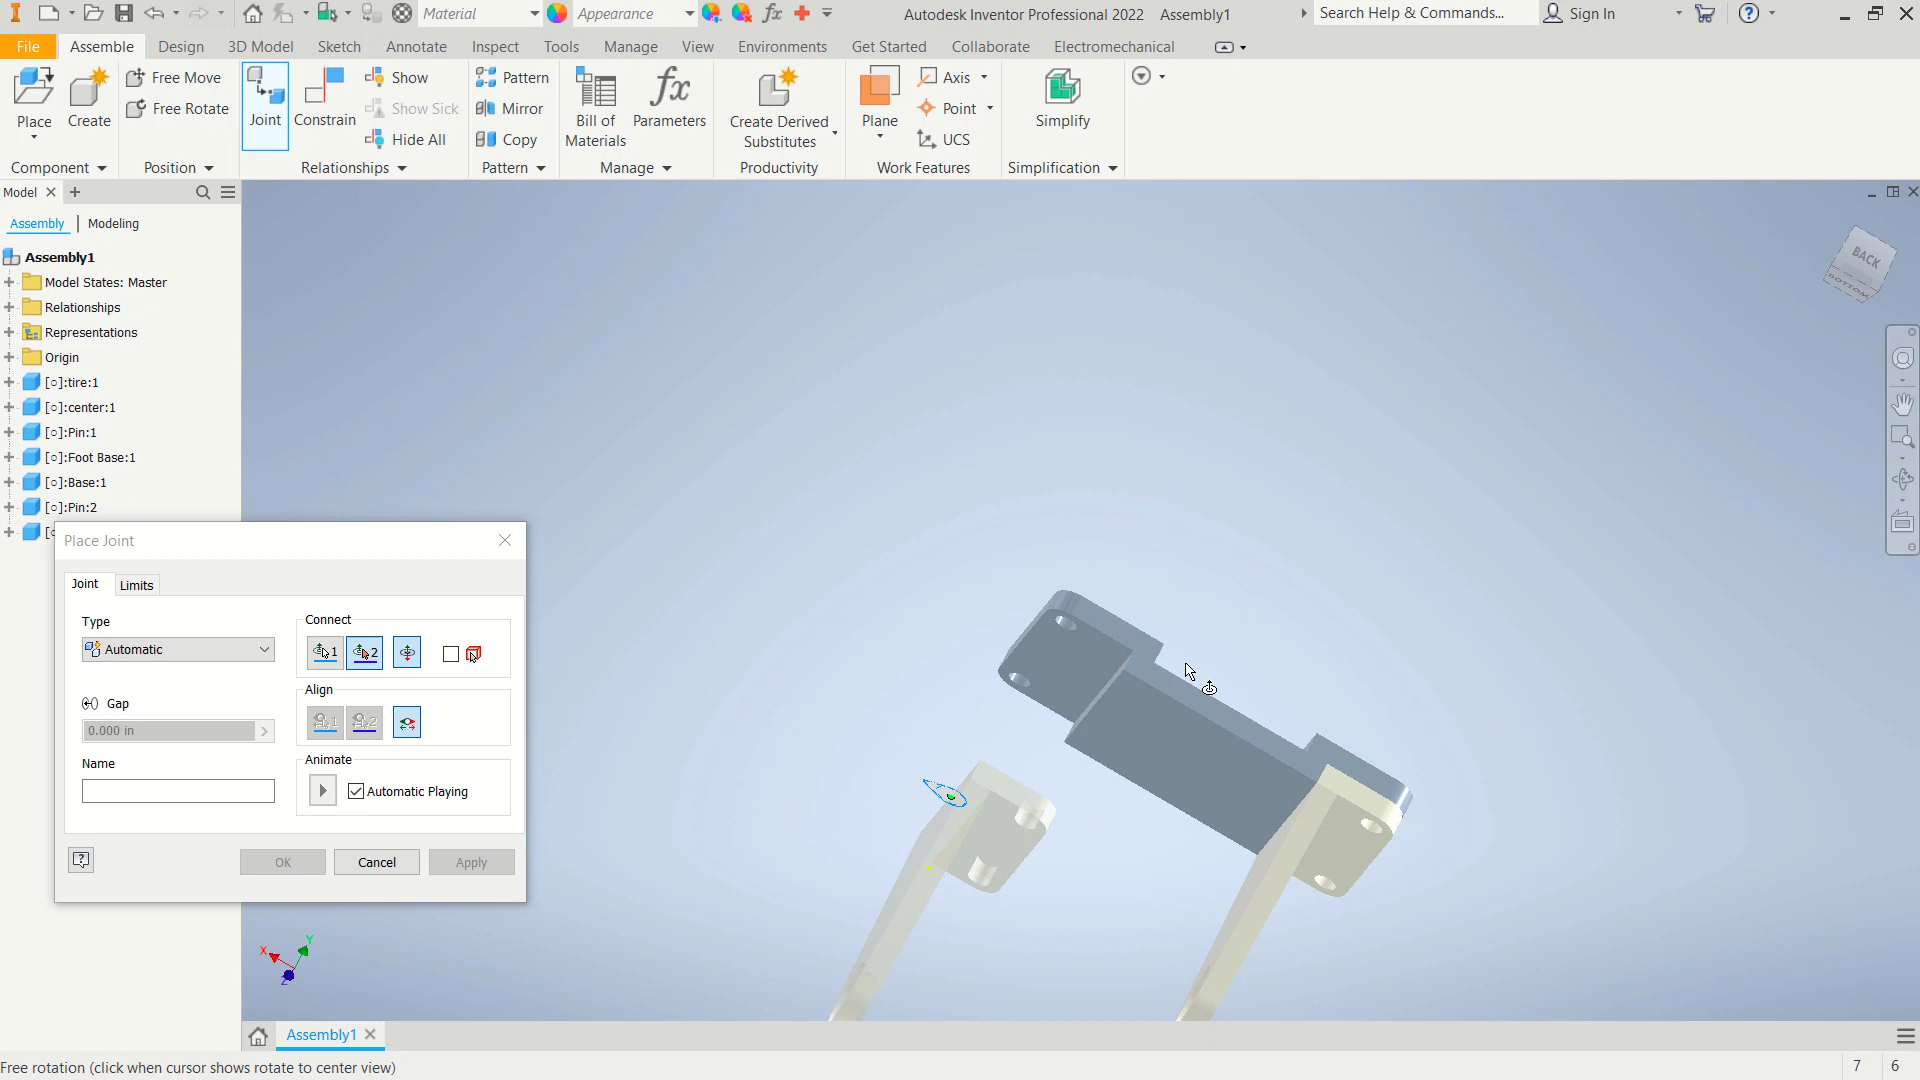 Material
Appearance
Autodesk Inventor Professional 2022 Assembly1
Search Help & Commands...
Sign In
File
Assemble
Design
3D Model
Sketch
Annotate
Inspect
Tools
Manage
View
Environments
Get Started
Collaborate
Electromechanical
Place
Create
Free Move
Free Rotate
Joint
Constrain
Show
Show Sick
Hide All
Pattern
Mirror
Copy
Bill of
Materials
Parameters
Create Derived
Substitutes
Plane
Axis
Point
UCS
Simplify
Component
Position
Relationships
Pattern
Manage
Productivity
Work Features
Simplification
Model
Assembly
Modeling
Assembly1
Model States: Master
Relationships
Representations
Origin
[○]:tire:1
[○]:center:1
[○]:Pin:1
[○]:Foot Base:1
[○]:Base:1
[○]:Pin:2
Place Joint
Joint
Limits
Type
Automatic
Connect
1
2
Gap
0.000 in
Align
1
2
Name
Animate
Automatic Playing
OK
Cancel
Apply
BACK
BOTTOM
X
Y
Z
Assembly1
Free rotation (click when cursor shows rotate to center view)
7
6